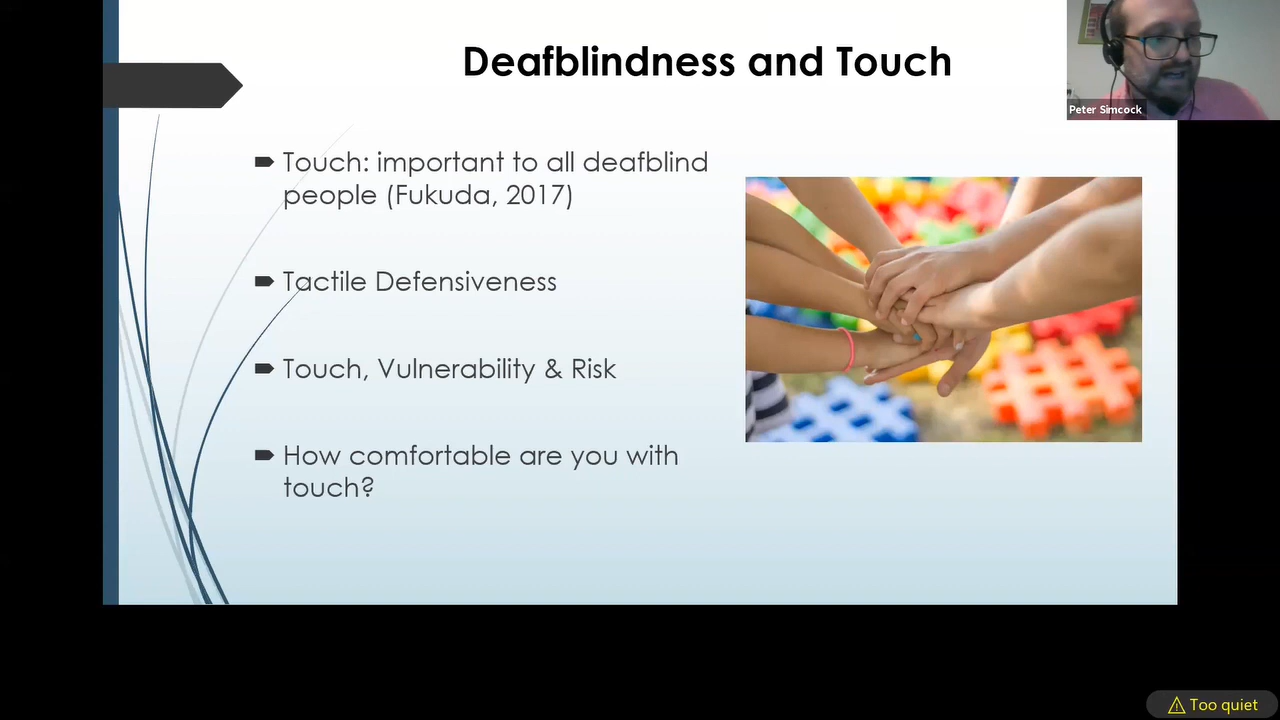 Deafblindness and Touch
Peter Simcock
Touch: important to all deafblind
people (Fukuda, 2017)
Tactile Defensiveness
Touch, Vulnerability & Risk
How comfortable are you with
touch?
Too quiet